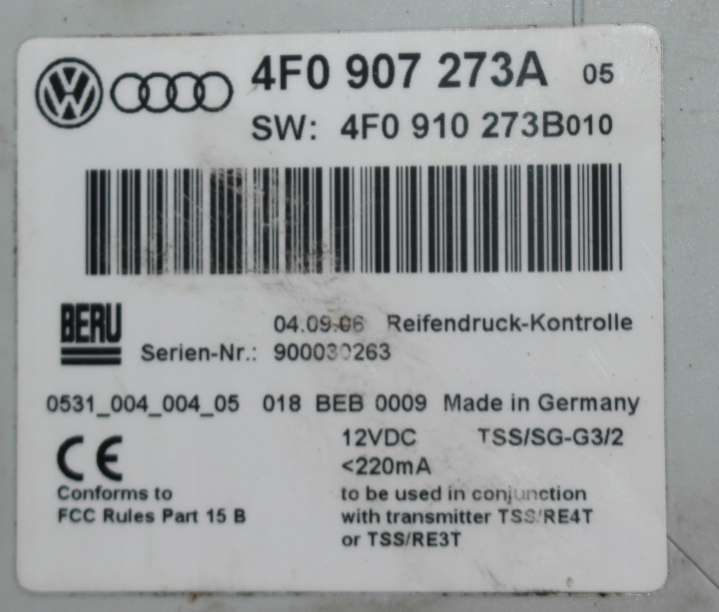 4F0 907 273A 05
SW: 4F0 910 273B010
BERU
04.09.06 Reifendruck-Kontrolle
Serien-Nr.: 900030263
0531_004_004_05 018 BEB 0009 Made in Germany
CE 12VDC TSS/SG-G3/2
<220mA
Conforms to to be used in conjunction
FCC Rules Part 15 B with transmitter TSS/RE4T
or TSS/RE3T